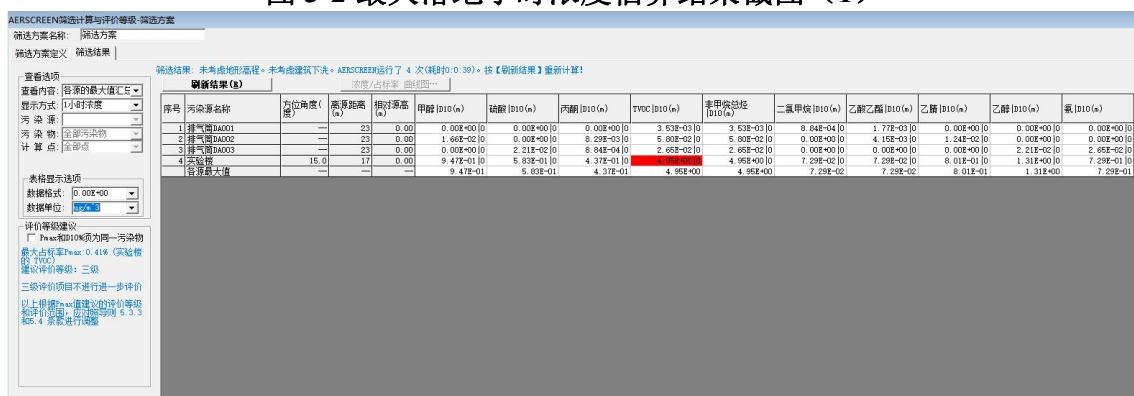 AERSCREEN筛选计算与评价等级-筛选方案
筛选方案名称: 筛选方案
筛选方案定义 筛选结果
筛选结果: 未考虑地形高程。未考虑建筑下洗。AERSCREEN运行了 4 次(耗时0:0:39)。按【刷新结果】重新计算!
查看选项
查看内容: 各源的最大值汇总
显示方式: 1小时浓度
污 染 源:
污 染 物: 全部污染物
计 算 点: 全部点
表格显示选项
数据格式: 0.00E+00
数据单位:
评价等级建议
Pmax和D10%须为同一污染物
最大占标率Pmax:0.41% (实验楼
的 TVOC)
建议评价等级: 三级
三级评价项目不进行进一步评价
以上根据Pmax值建议的评价等级
和评价范围,应对照导则 5.3.3
和5.4 条款进行调整
刷新结果(R) 浓度/占标率 曲线图…
序号 污染源名称 方位角度(度) 离源距离(m) 相对源高(m) 甲醇|D10(m) 硫酸|D10(m) 丙酮|D10(m) TVOC|D10(m) 非甲烷总烃|D10(m) 二氯甲烷|D10(m) 乙酸乙酯|D10(m) 乙腈|D10(m) 乙醇|D10(m) 氨|D10(m)
1 排气筒DA001 — 23 0.00 0.00E+00|0 0.00E+00|0 0.00E+00|0 3.53E-03|0 3.53E-03|0 8.84E-04|0 1.77E-03|0 0.00E+00|0 0.00E+00|0 0.00E+00|0
2 排气筒DA002 — 23 0.00 1.66E-02|0 0.00E+00|0 8.29E-03|0 5.80E-02|0 5.80E-02|0 0.00E+00|0 4.15E-03|0 1.24E-02|0 0.00E+00|0 0.00E+00|0
3 排气筒DA003 — 23 0.00 0.00E+00|0 2.21E-02|0 8.84E-04|0 2.65E-02|0 2.65E-02|0 0.00E+00|0 0.00E+00|0 0.00E+00|0 2.21E-02|0 2.65E-02|0
4 实验楼 15.0 17 0.00 9.47E-01|0 5.83E-01|0 4.37E-01|0 4.95E+00|0 4.95E+00|0 7.29E-02|0 7.29E-02|0 8.01E-01|0 1.31E+00|0 7.29E-01|0
各源最大值 — — — 9.47E-01 5.83E-01 4.37E-01 4.95E+00 4.95E+00 7.29E-02 7.29E-02 8.01E-01 1.31E+00 7.29E-01